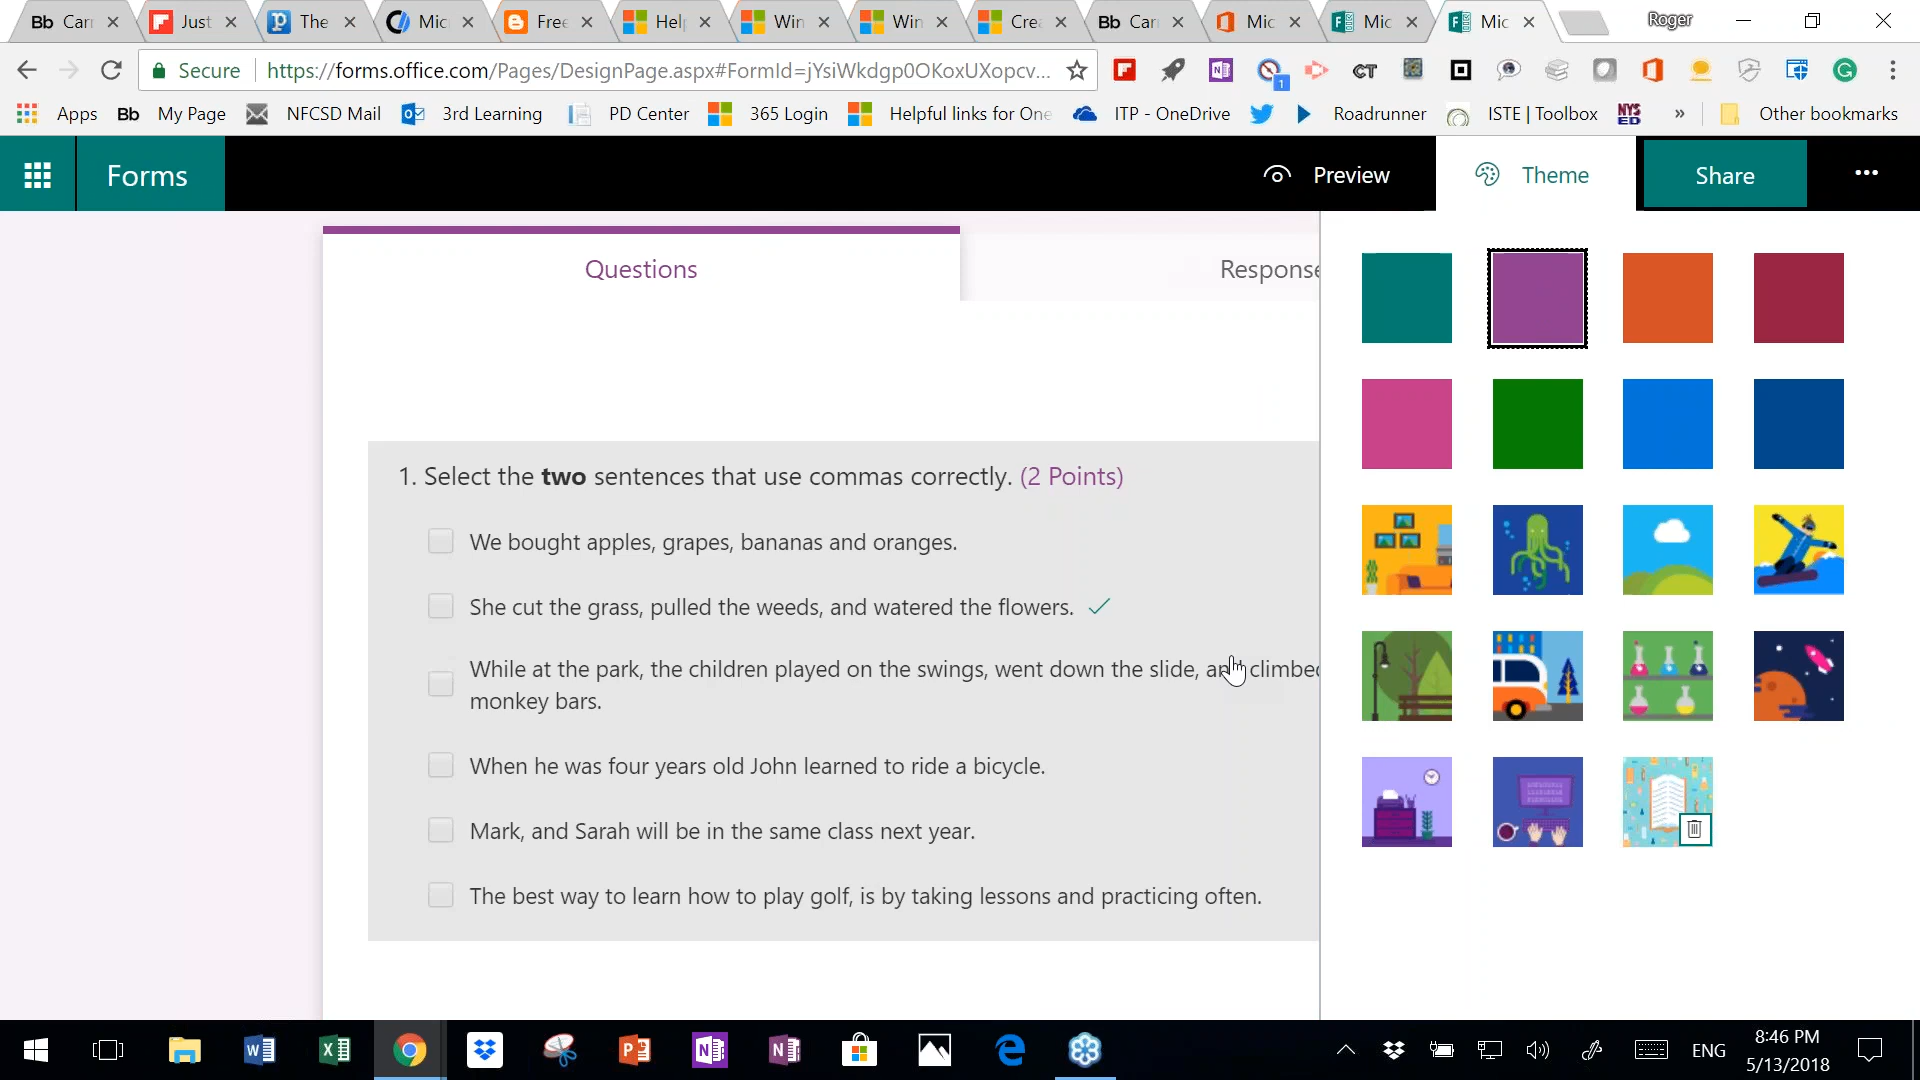 Bb Carr
Just
The
Mic
Free
Help
Win
Win
Crea
Bb Carr
Mic
Mic
Mic
Roger
Secure https://forms.office.com/Pages/DesignPage.aspx#FormId=jYsiWkdgp0OKoxUXopcv...
CT
1
Apps
Bb My Page
NFCSD Mail
3rd Learning
PD Center
365 Login
Helpful links for One
ITP - OneDrive
Roadrunner
ISTE | Toolbox
NYS
ED
»
Other bookmarks
Forms
Preview
Theme
Share
Questions
Response
1. Select the two sentences that use commas correctly. (2 Points)
We bought apples, grapes, bananas and oranges.
She cut the grass, pulled the weeds, and watered the flowers.
While at the park, the children played on the swings, went down the slide, and climbed
monkey bars.
When he was four years old John learned to ride a bicycle.
Mark, and Sarah will be in the same class next year.
The best way to learn how to play golf, is by taking lessons and practicing often.
ENG
8:46 PM
5/13/2018